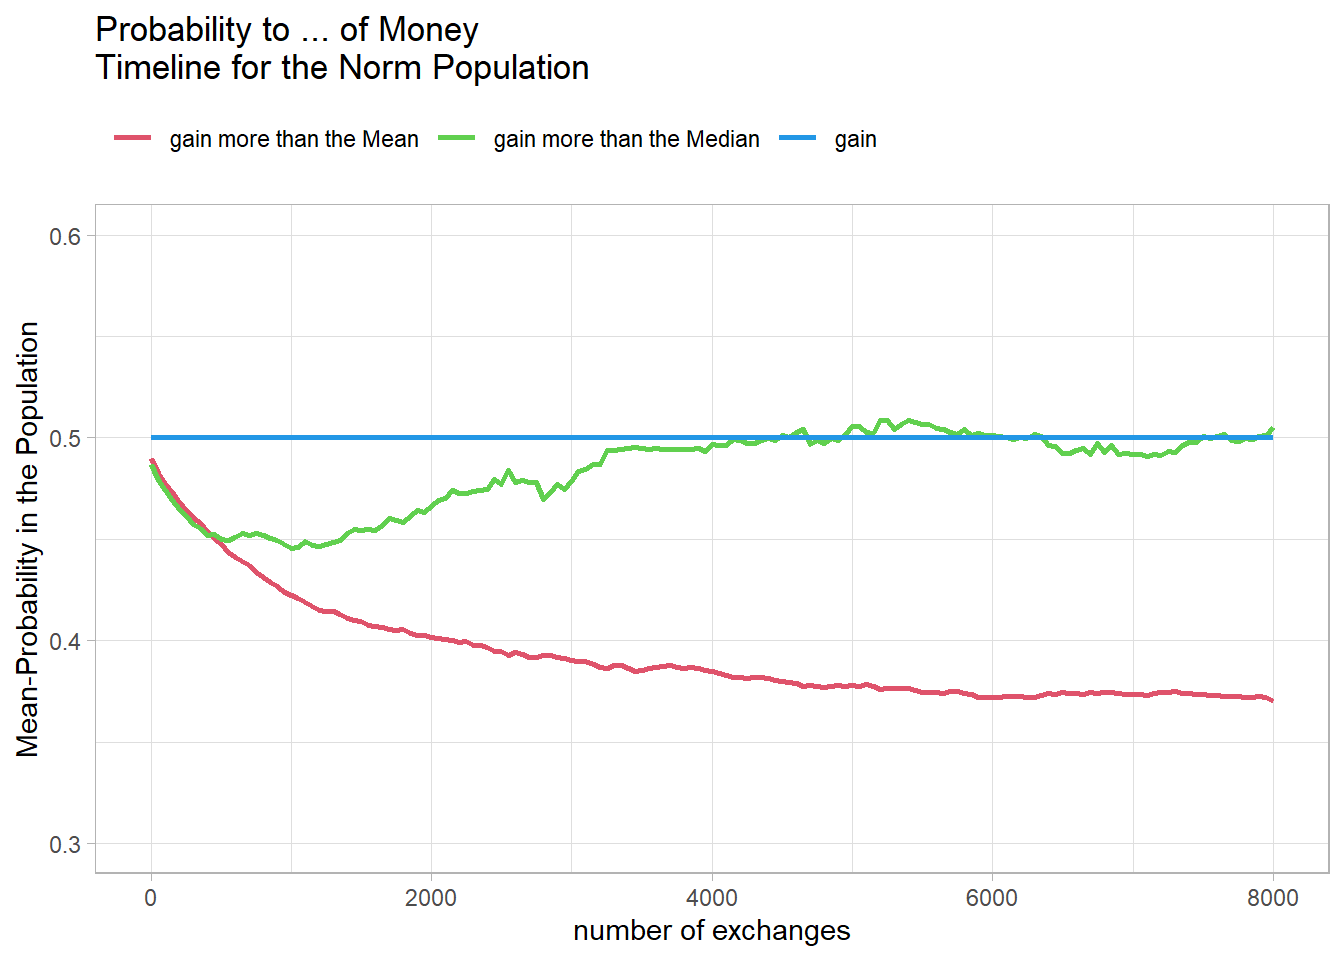 Probability to ... of Money
Timeline for the Norm Population
gain more than the Mean gain more than the Median gain
Mean-Probability in the Population
0.6
0.5
0.4
0.3
0 2000 4000 6000 8000
number of exchanges